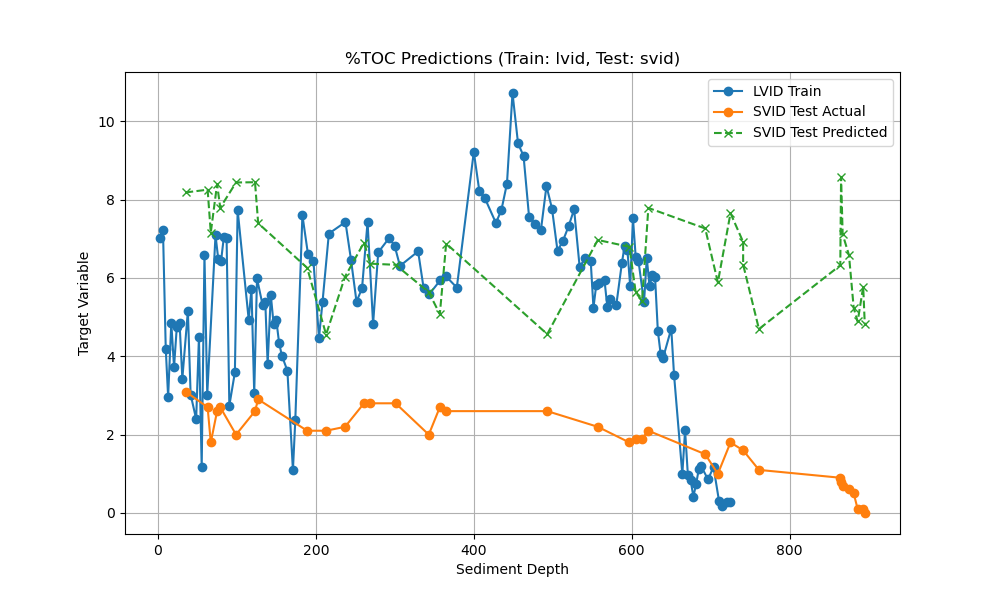 %TOC Predictions (Train: lvid, Test: svid)
LVID Train
SVID Test Actual
SVID Test Predicted
Target Variable
10
8
6
4
2
0
0 200 400 600 800
Sediment Depth